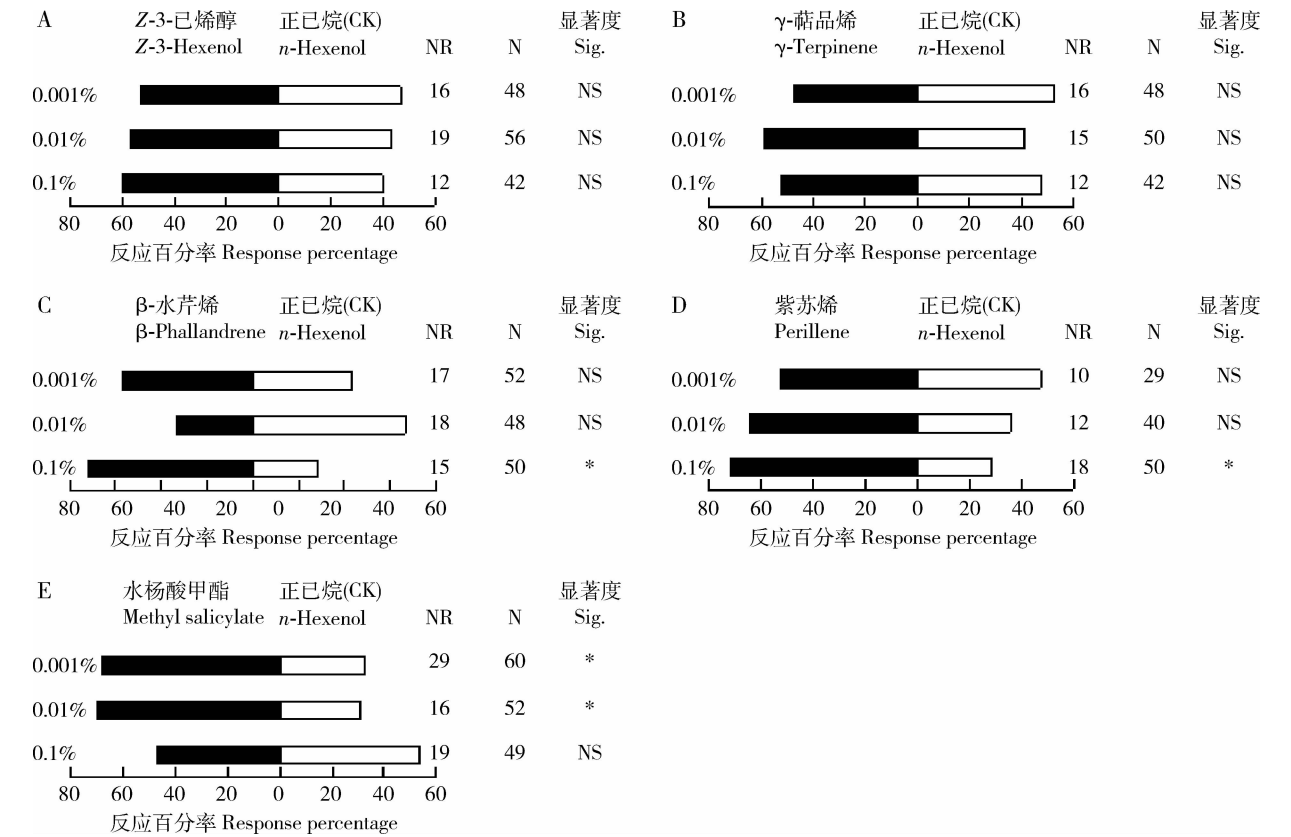 A Z-3-已烯醇 正已烷(CK) 显著度
Z-3-Hexenol n-Hexenol NR N Sig.
0.001% 16 48 NS
0.01% 19 56 NS
0.1% 12 42 NS
80 60 40 20 0 20 40 60
反应百分率 Response percentage
B γ-萜品烯 正已烷(CK) 显著度
γ-Terpinene n-Hexenol NR N Sig.
0.001% 16 48 NS
0.01% 15 50 NS
0.1% 12 42 NS
80 60 40 20 0 20 40 60
反应百分率 Response percentage
C β-水芹烯 正已烷(CK) 显著度
β-Phallandrene n-Hexenol NR N Sig.
0.001% 17 52 NS
0.01% 18 48 NS
0.1% 15 50 *
80 60 40 20 0 20 40 60
反应百分率 Response percentage
D 紫苏烯 正已烷(CK) 显著度
Perillene n-Hexenol NR N Sig.
0.001% 10 29 NS
0.01% 12 40 NS
0.1% 18 50 *
80 60 40 20 0 20 40 60
反应百分率 Response percentage
E 水杨酸甲酯 正已烷(CK) 显著度
Methyl salicylate n-Hexenol NR N Sig.
0.001% 29 60 *
0.01% 16 52 *
0.1% 19 49 NS
80 60 40 20 0 20 40 60
反应百分率 Response percentage